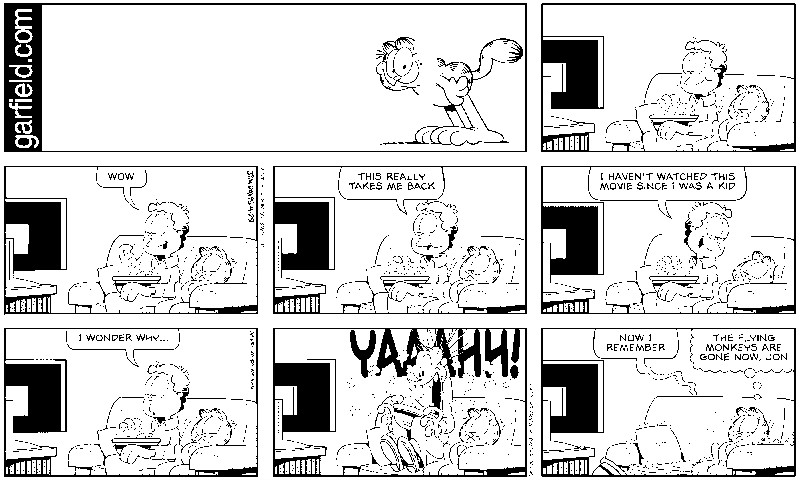 garfield.com
WOW
THIS REALLY
TAKES ME BACK
I HAVEN'T WATCHED THIS
MOVIE SINCE I WAS A KID
I WONDER WHY...
YAAAHH!
NOW I
REMEMBER
THE FLYING
MONKEYS ARE
GONE NOW, JON